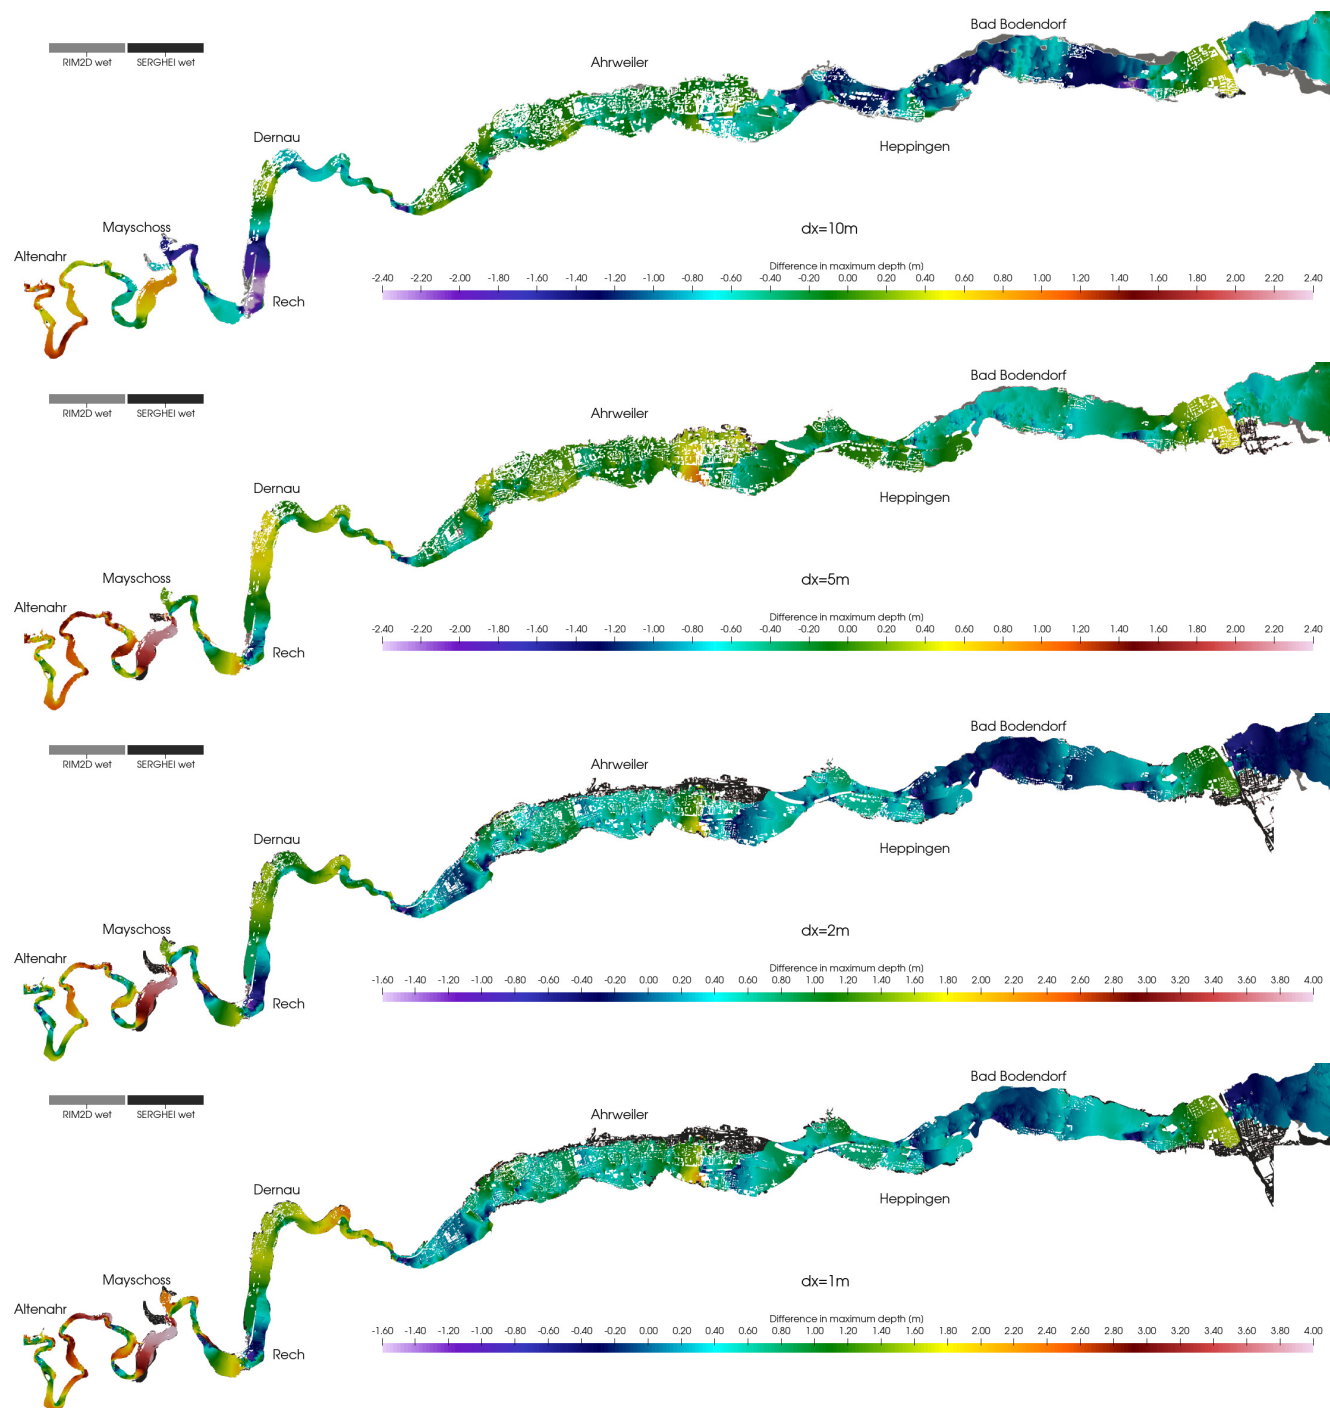 Bad Bodendorf
RIM2D wet SERGHEI wet
Ahrweiler
Dernau
Heppingen
Mayschoss
dx=10m
Altenahr
Difference in maximum depth (m)
-2.40 -2.20 -2.00 -1.80 -1.60 -1.40 -1.20 -1.00 -0.80 -0.60 -0.40 -0.20 0.00 0.20 0.40 0.60 0.80 1.00 1.20 1.40 1.60 1.80 2.00 2.20 2.40
Rech
Bad Bodendorf
RIM2D wet SERGHEI wet
Ahrweiler
Dernau
Heppingen
Mayschoss
dx=5m
Altenahr
Difference in maximum depth (m)
-2.40 -2.20 -2.00 -1.80 -1.60 -1.40 -1.20 -1.00 -0.80 -0.60 -0.40 -0.20 0.00 0.20 0.40 0.60 0.80 1.00 1.20 1.40 1.60 1.80 2.00 2.20 2.40
Rech
Bad Bodendorf
RIM2D wet SERGHEI wet
Ahrweiler
Dernau
Heppingen
Mayschoss
dx=2m
Altenahr
Difference in maximum depth (m)
-1.60 -1.40 -1.20 -1.00 -0.80 -0.60 -0.40 -0.20 0.00 0.20 0.40 0.60 0.80 1.00 1.20 1.40 1.60 1.80 2.00 2.20 2.40 2.60 2.80 3.00 3.20 3.40 3.60 3.80 4.00
Rech
Bad Bodendorf
RIM2D wet SERGHEI wet
Ahrweiler
Dernau
Heppingen
Mayschoss
dx=1m
Altenahr
Difference in maximum depth (m)
-1.60 -1.40 -1.20 -1.00 -0.80 -0.60 -0.40 -0.20 0.00 0.20 0.40 0.60 0.80 1.00 1.20 1.40 1.60 1.80 2.00 2.20 2.40 2.60 2.80 3.00 3.20 3.40 3.60 3.80 4.00
Rech